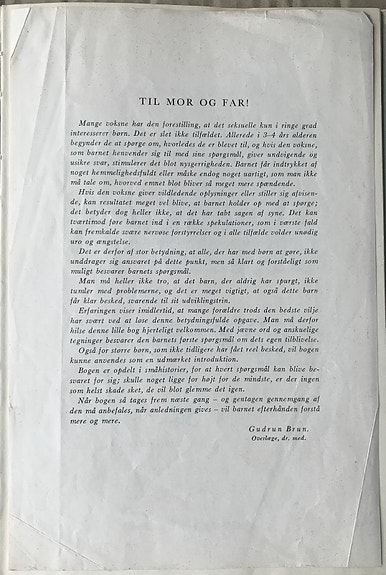 TIL MOR OG FAR!
Mange voksne har den forestilling, at det seksuelle kun i ringe grad
interesserer børn. Det er slet ikke tilfældet. Allerede i 3-4 års alderen
begynder de at spørge om, hvorledes de er blevet til, og hvis den voksne,
som barnet henvender sig til med sine spørgsmål, giver undvigende og
usikre svar, stimulerer det blot nysgerrigheden. Barnet får indtrykket af
noget hemmelighedsfuldt eller måske endog noget uartigt, som man ikke
må tale om, hvorved emnet blot bliver så meget mere spændende.
Hvis den voksne giver vildledende oplysninger eller stiller sig afvisen-
de, kan resultatet meget vel blive, at barnet holder op med at spørge;
det betyder dog heller ikke, at det har tabt sagen af syne. Det kan
tværtimod føre barnet ind i en række spekulationer, som i værste fald
kan fremkalde svære nervøse forstyrrelser og i alle tilfælde volder unødig
uro og ængstelse.
Det er derfor af stor betydning, at alle, der har med børn at gøre, ikke
unddrager sig ansvaret på dette punkt, men så klart og forståeligt som
muligt besvarer barnets spørgsmål.
Man må heller ikke tro, at det barn, der aldrig har spurgt, ikke
tumler med problemerne, og det er meget vigtigt, at også dette barn
får klar besked, svarende til sit udviklingstrin.
Erfaringen viser imidlertid, at mange forældre trods den bedste vilje
har svært ved at løse denne betydningsfulde opgave. Man må derfor
hilse denne lille bog hjerteligt velkommen. Med jævne ord og anskuelige
tegninger besvarer den barnets første spørgsmål om dets egen tilblivelse.
Også for større børn, som ikke tidligere har fået reel besked, vil bogen
kunne anvendes som en udmærket introduktion.
Bogen er opdelt i småhistorier, for at hvert spørgsmål kan blive be-
svaret for sig; skulle noget ligge for højt for de mindste, er der ingen
som helst skade sket, de vil blot glemme det igen.
Når bogen så tages frem næste gang – og gentagen gennemgang af
den må anbefales, når anledningen gives – vil barnet efterhånden forstå
mere og mere.
Gudrun Brun.
Overlæge, dr. med.